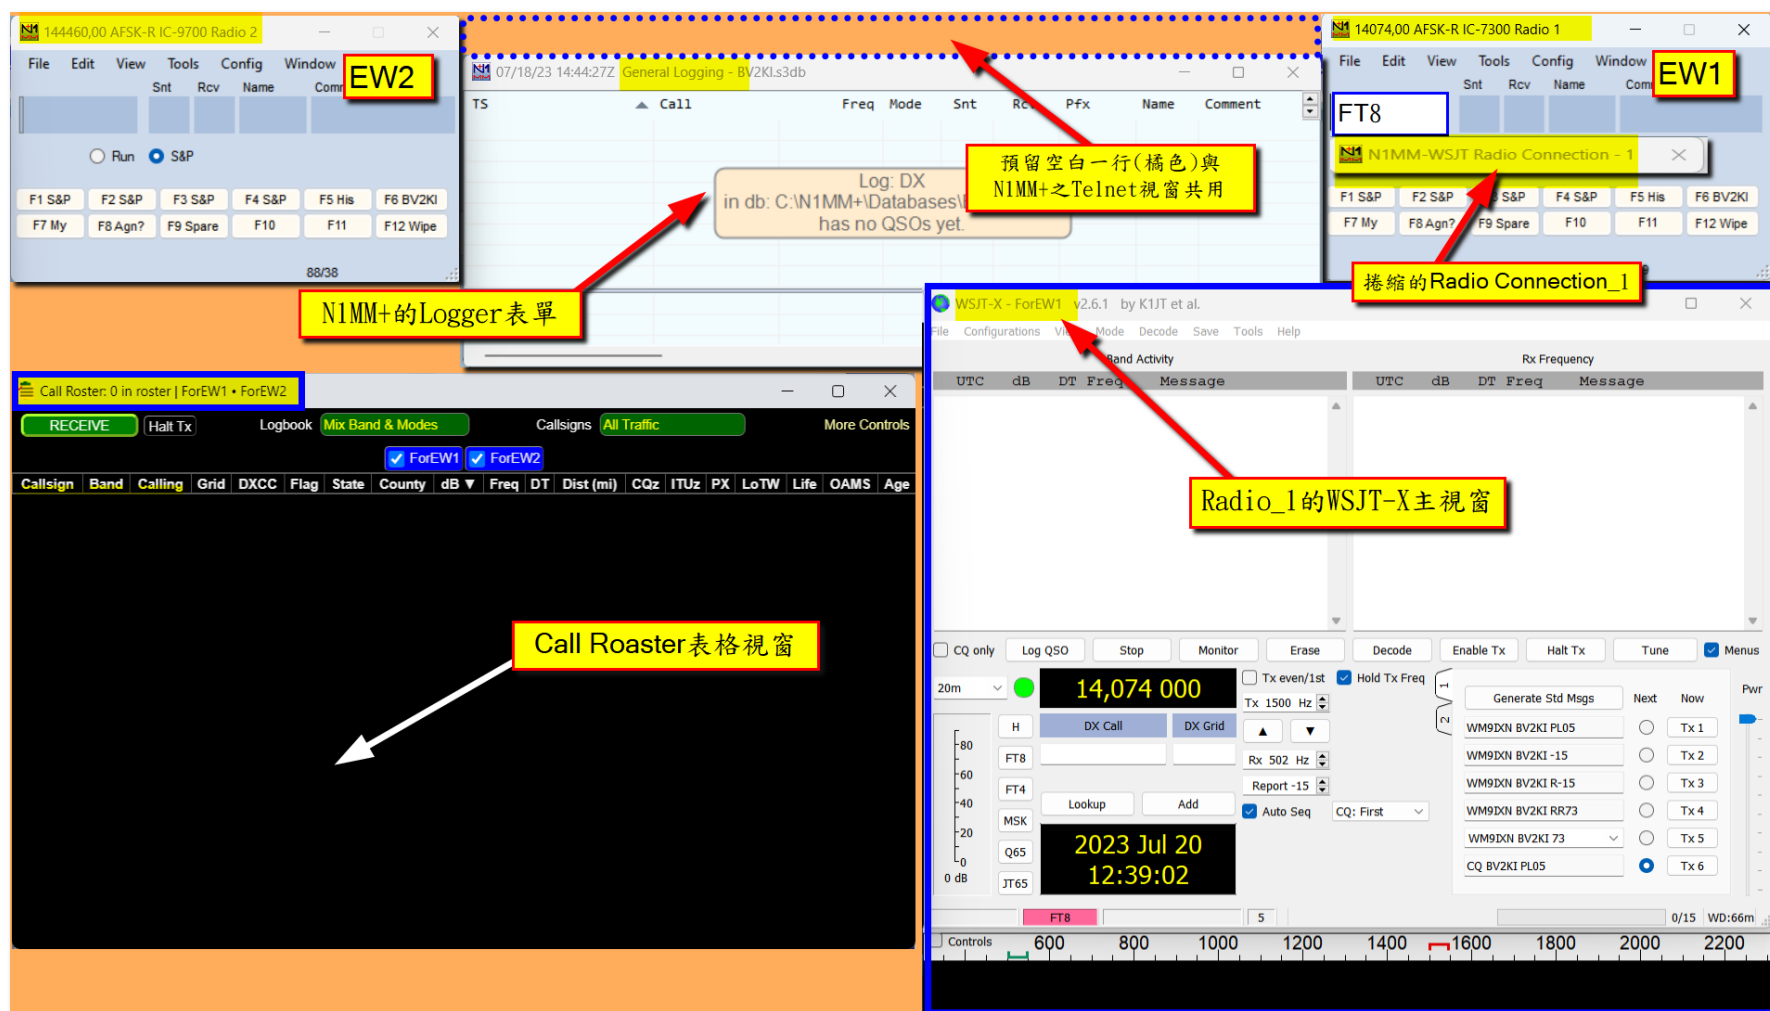 144460,00 AFSK-R IC-9700 Radio 2
File Edit View Tools Config Window
EW2
Snt Rcv Name
Run S&P
F1 S&P F2 S&P F3 S&P F4 S&P F5 His F6 BV2KI
F7 My F8 Agn? F9 Spare F10 F11 F12 Wipe
88/38
07/18/23 14:44:27Z General Logging - BV2KI.s3db
TS Call Freq Mode Snt Pfx Name Comment
Log: DX
in db: C:\N1MM+\Databases\
has no QSOs yet.
預留空白一行(橘色)與
N1MM+之Telnet視窗共用
N1MM+的Logger表單
14074,00 AFSK-R IC-7300 Radio 1
File Edit View Tools Config Window
EW1
Snt Rcv Name
FT8
N1MM-WSJT Radio Connection - 1
F1 S&P F2 S&P S&P F4 S&P F5 His F6 BV2KI
F7 My F8 Agn? F9 Spare F10 F11 F12 Wipe
捲縮的Radio Connection_1
Call Roster: 0 in roster | ForEW1 • ForEW2
RECEIVE Halt Tx Logbook Mix Band & Modes Callsigns All Traffic More Controls
ForEW1 ForEW2
Callsign Band Calling Grid DXCC Flag State County dB ▼ Freq DT Dist (mi) CQz ITUz PX LoTW Life OAMS Age
Call Roaster表格視窗
WSJT-X - ForEW1 v2.6.1 by K1JT et al.
File Configurations Mode Decode Save Tools Help
Band Activity Rx Frequency
UTC dB DT Freq Message UTC dB DT Freq Message
Radio_1的WSJT-X主視窗
CQ only Log QSO Stop Monitor Erase Decode Enable Tx Halt Tx Tune Menus
20m 14,074 000 Tx even/1st Hold Tx Freq 1 Generate Std Msgs Next Now Pwr
Tx 1500 Hz
H DX Call DX Grid ▲ ▼ 2 WM9IXN BV2KI PL05 Tx 1
-80 FT8 Rx 502 Hz WM9IXN BV2KI -15 Tx 2
-60 FT4 Report -15 WM9IXN BV2KI R-15 Tx 3
-40 Lookup Add Auto Seq CQ: First WM9IXN BV2KI RR73 Tx 4
MSK
-20 2023 Jul 20 WM9IXN BV2KI 73 Tx 5
Q65
0 12:39:02 CQ BV2KI PL05 Tx 6
0 dB JT65
FT8 5 0/15 WD:66m
Controls 600 800 1000 1200 1400 1600 1800 2000 2200